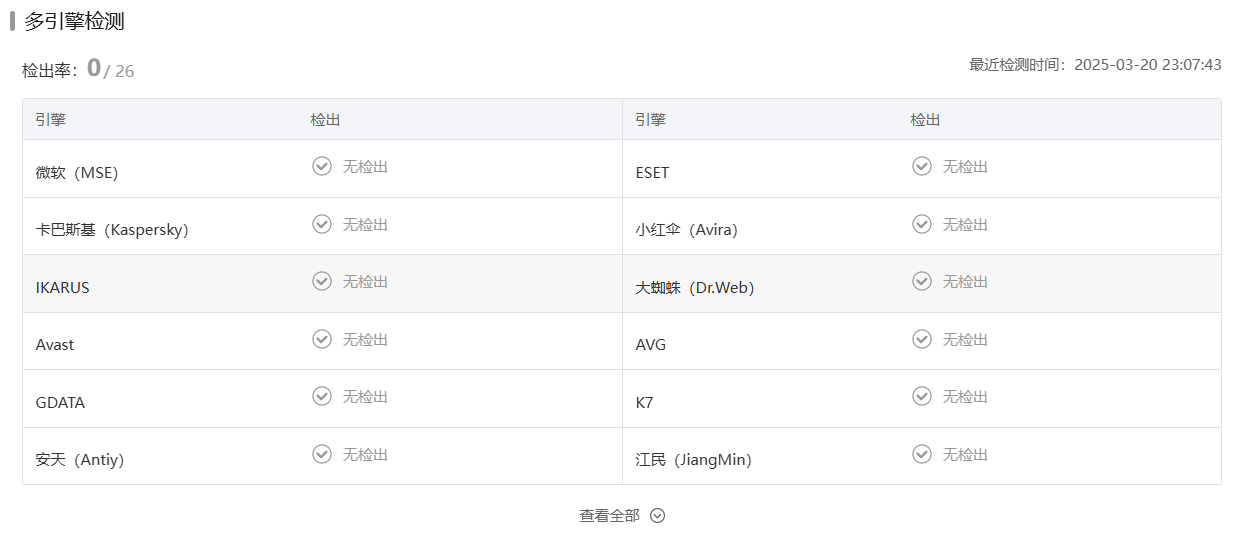 多引擎检测
检出率：0/ 26
最近检测时间：2025-03-20 23:07:43
引擎 检出 引擎 检出
微软（MSE） 无检出 ESET 无检出
卡巴斯基（Kaspersky） 无检出 小红伞（Avira） 无检出
IKARUS 无检出 大蜘蛛（Dr.Web） 无检出
Avast 无检出 AVG 无检出
GDATA 无检出 K7 无检出
安天（Antiy） 无检出 江民（JiangMin） 无检出
查看全部